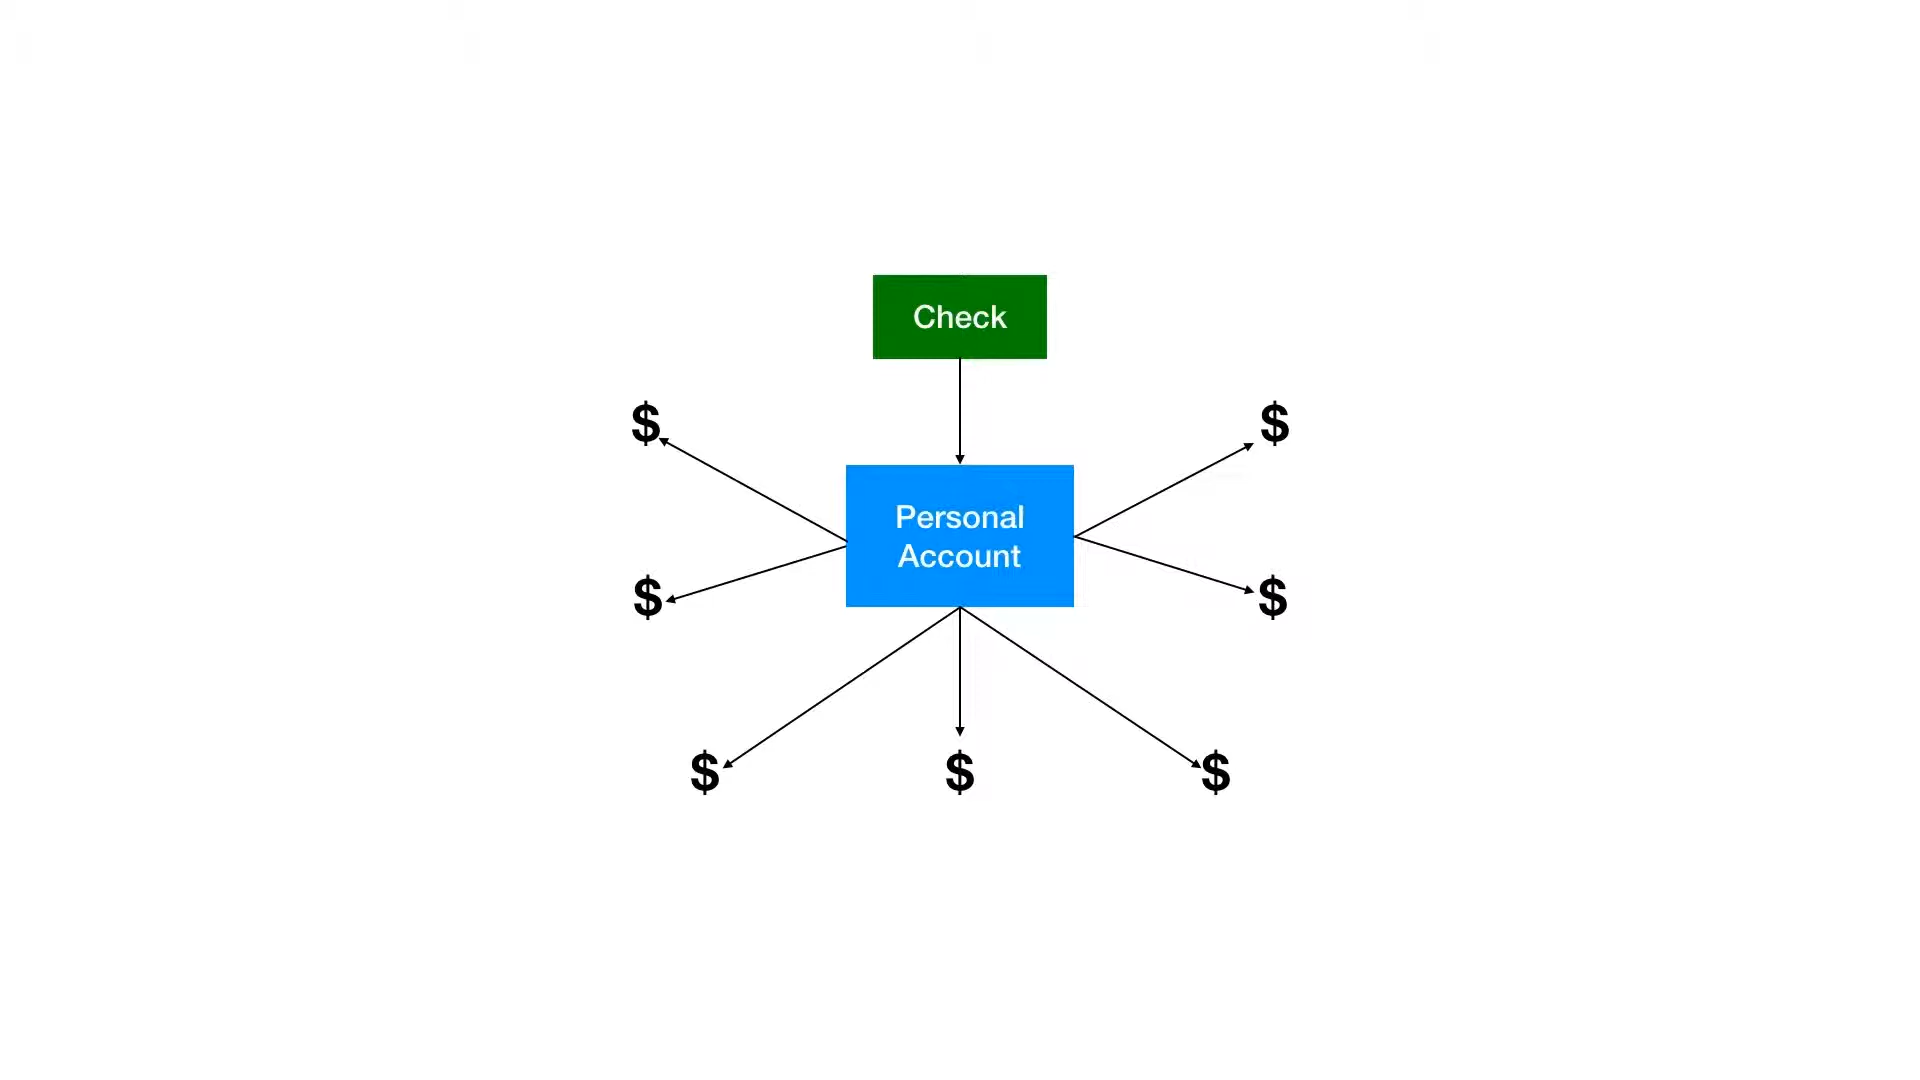 Check
$ $
Personal
Account
$ $
$ $ $